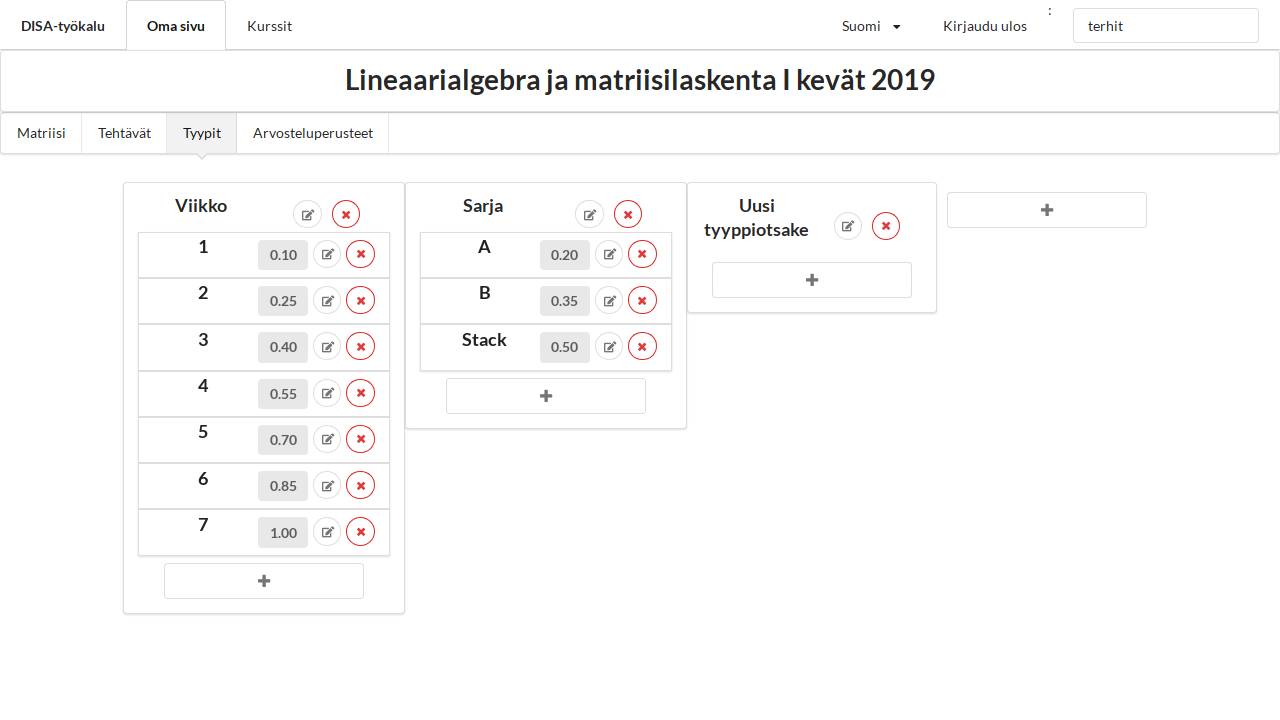 DISA-työkalu Oma sivu Kurssit Suomi Kirjaudu ulos : terhit
Lineaarialgebra ja matriisilaskenta I kevät 2019
Matriisi Tehtävät Tyypit Arvosteluperusteet
Viikko
1 0.10
2 0.25
3 0.40
4 0.55
5 0.70
6 0.85
7 1.00
Sarja
A 0.20
B 0.35
Stack 0.50
Uusi
tyyppiotsake